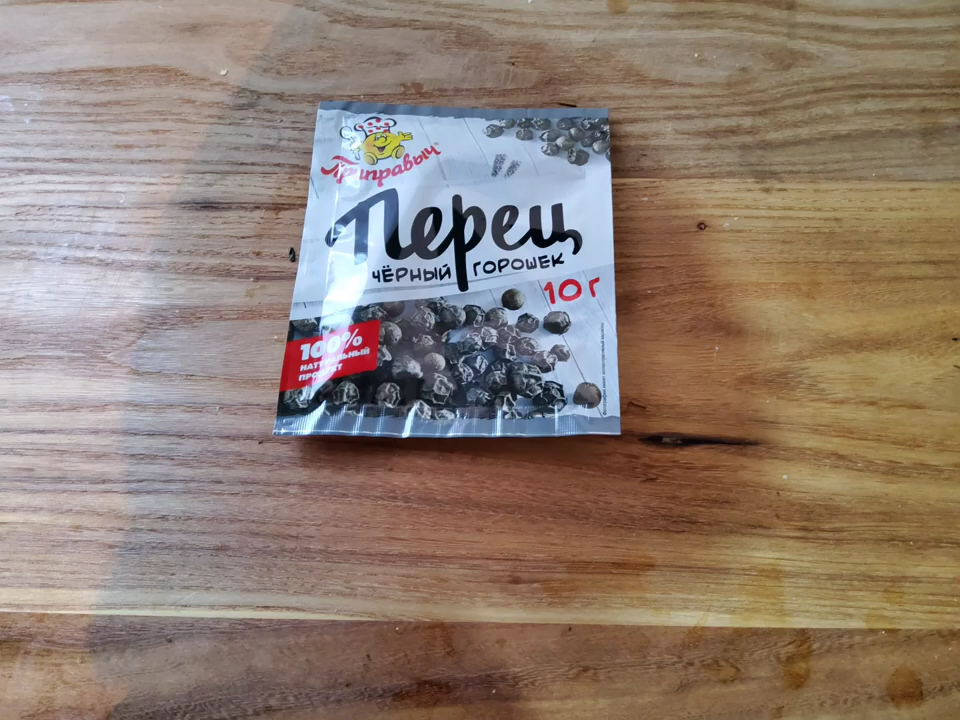 Приправыч
Перец
ЧЁРНЫЙ ГОРОШЕК
10 г
100%
НАТУРАЛЬНЫЙ
ПРОДУКТ